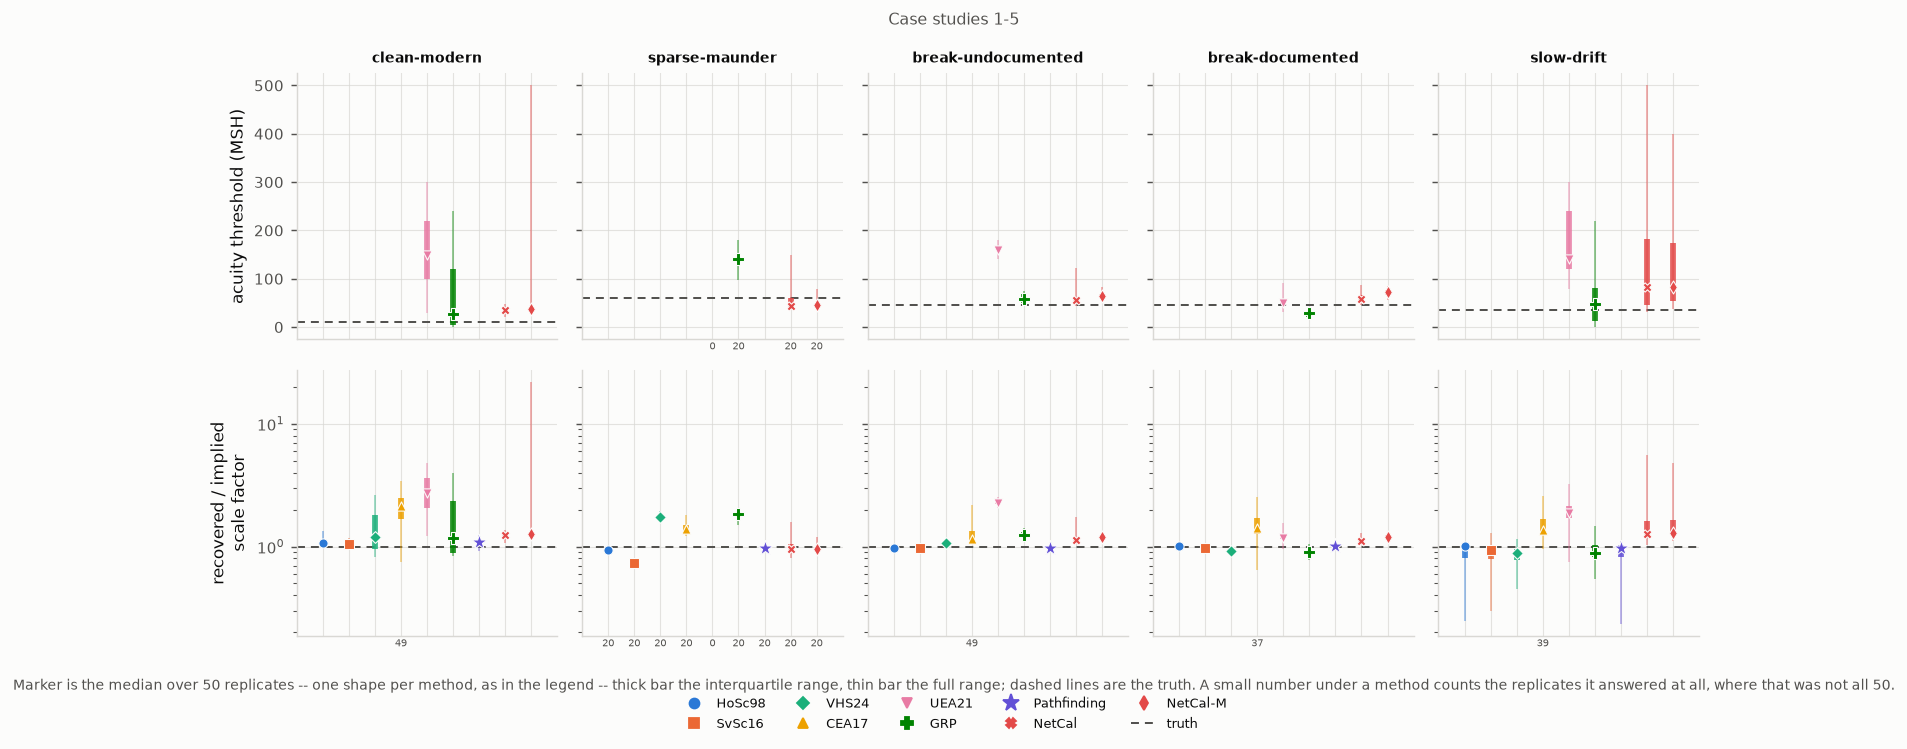 Case studies 1-5
clean-modern
sparse-maunder
break-undocumented
break-documented
slow-drift
acuity threshold (MSH)
500
400
300
200
100
0
0 20 20 20
recovered / implied
scale factor
10¹
10⁰
49
20 20 20 20 0 20 20 20 20
49
37
39
Marker is the median over 50 replicates -- one shape per method, as in the legend -- thick bar the interquartile range, thin bar the full range; dashed lines are the truth. A small number under a method counts the replicates it answered at all, where that was not all 50.
HoSc98 VHS24 UEA21 Pathfinding NetCal-M
SvSc16 CEA17 GRP NetCal truth